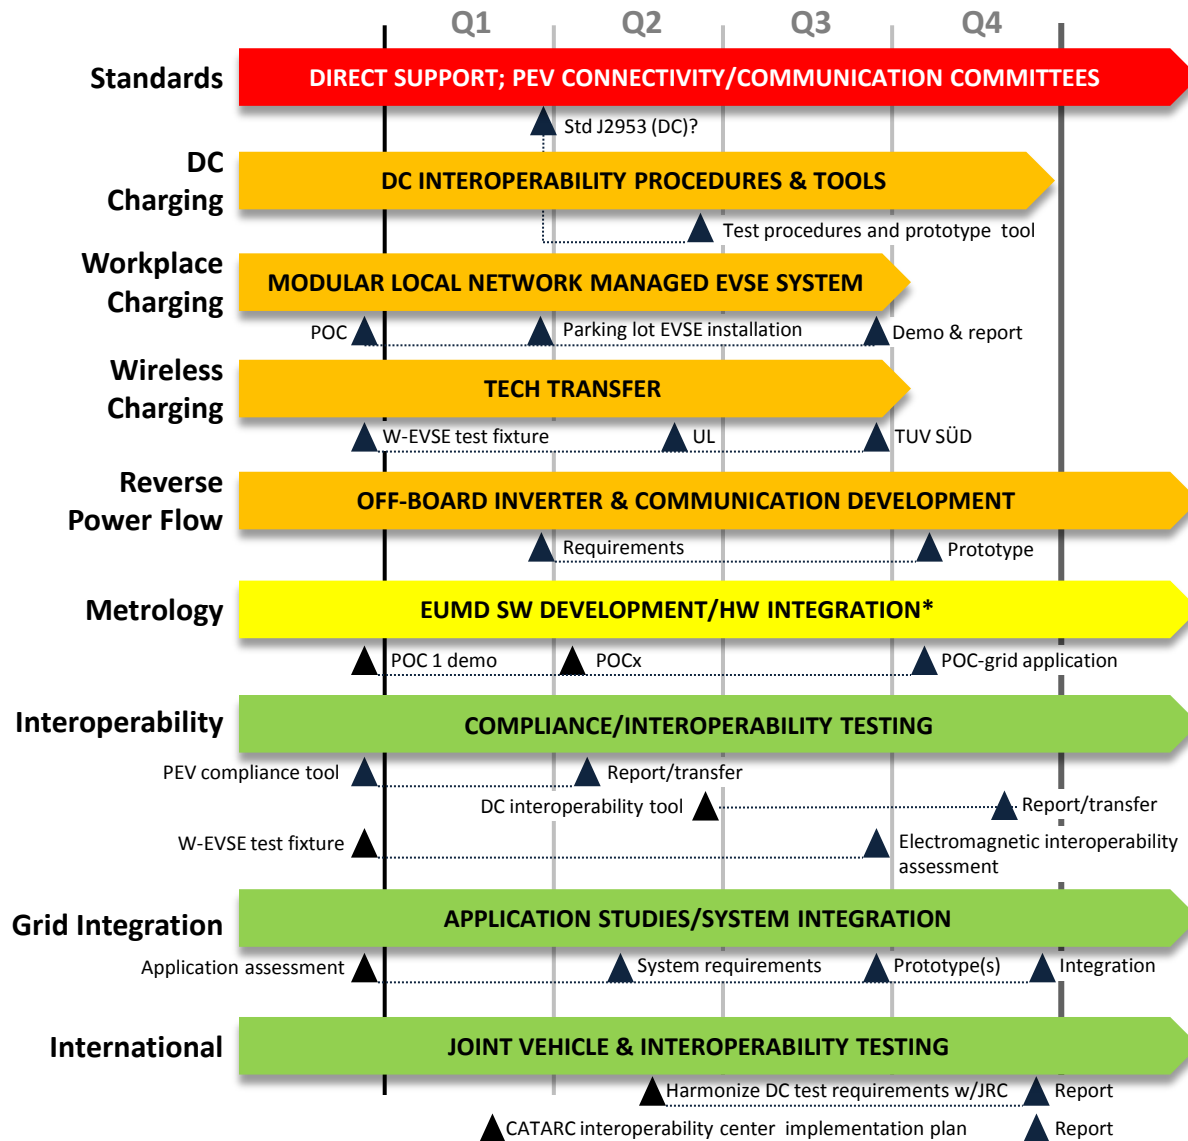 Q1 Q2 Q3 Q4
Standards
DIRECT SUPPORT; PEV CONNECTIVITY/COMMUNICATION COMMITTEES
Std J2953 (DC)?
DC
Charging
DC INTEROPERABILITY PROCEDURES & TOOLS
Test procedures and prototype tool
Workplace
Charging
MODULAR LOCAL NETWORK MANAGED EVSE SYSTEM
POC Parking lot EVSE installation Demo & report
Wireless
Charging
TECH TRANSFER
W-EVSE test fixture UL TUV SÜD
Reverse
Power Flow
OFF-BOARD INVERTER & COMMUNICATION DEVELOPMENT
Requirements Prototype
Metrology
EUMD SW DEVELOPMENT/HW INTEGRATION*
POC 1 demo POCx POC-grid application
Interoperability
COMPLIANCE/INTEROPERABILITY TESTING
PEV compliance tool Report/transfer
DC interoperability tool Report/transfer
W-EVSE test fixture Electromagnetic interoperability
assessment
Grid Integration
APPLICATION STUDIES/SYSTEM INTEGRATION
Application assessment System requirements Prototype(s) Integration
International
JOINT VEHICLE & INTEROPERABILITY TESTING
Harmonize DC test requirements w/JRC Report
CATARC interoperability center implementation plan Report